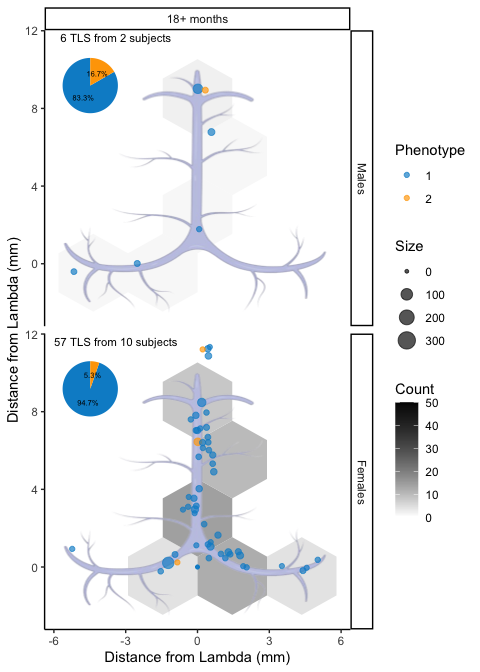 18+ months
6 TLS from 2 subjects
16.7%
83.3%
12
8
4
0
Males
57 TLS from 10 subjects
5.3%
94.7%
12
8
4
0
Females
Distance from Lambda (mm)
-6
-3
0
3
6
Distance from Lambda (mm)
Phenotype
1
2
Size
0
100
200
300
Count
50
40
30
20
10
0